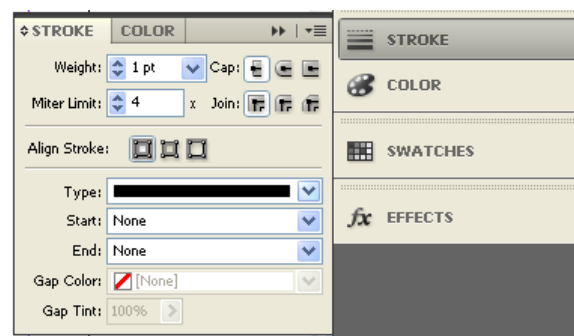 STROKE COLOR
Weight: 1 pt Cap:
Miter Limit: 4 x Join:
Align Stroke:
Type:
Start: None
End: None
Gap Color: [None]
Gap Tint: 100%
STROKE
COLOR
SWATCHES
fx EFFECTS